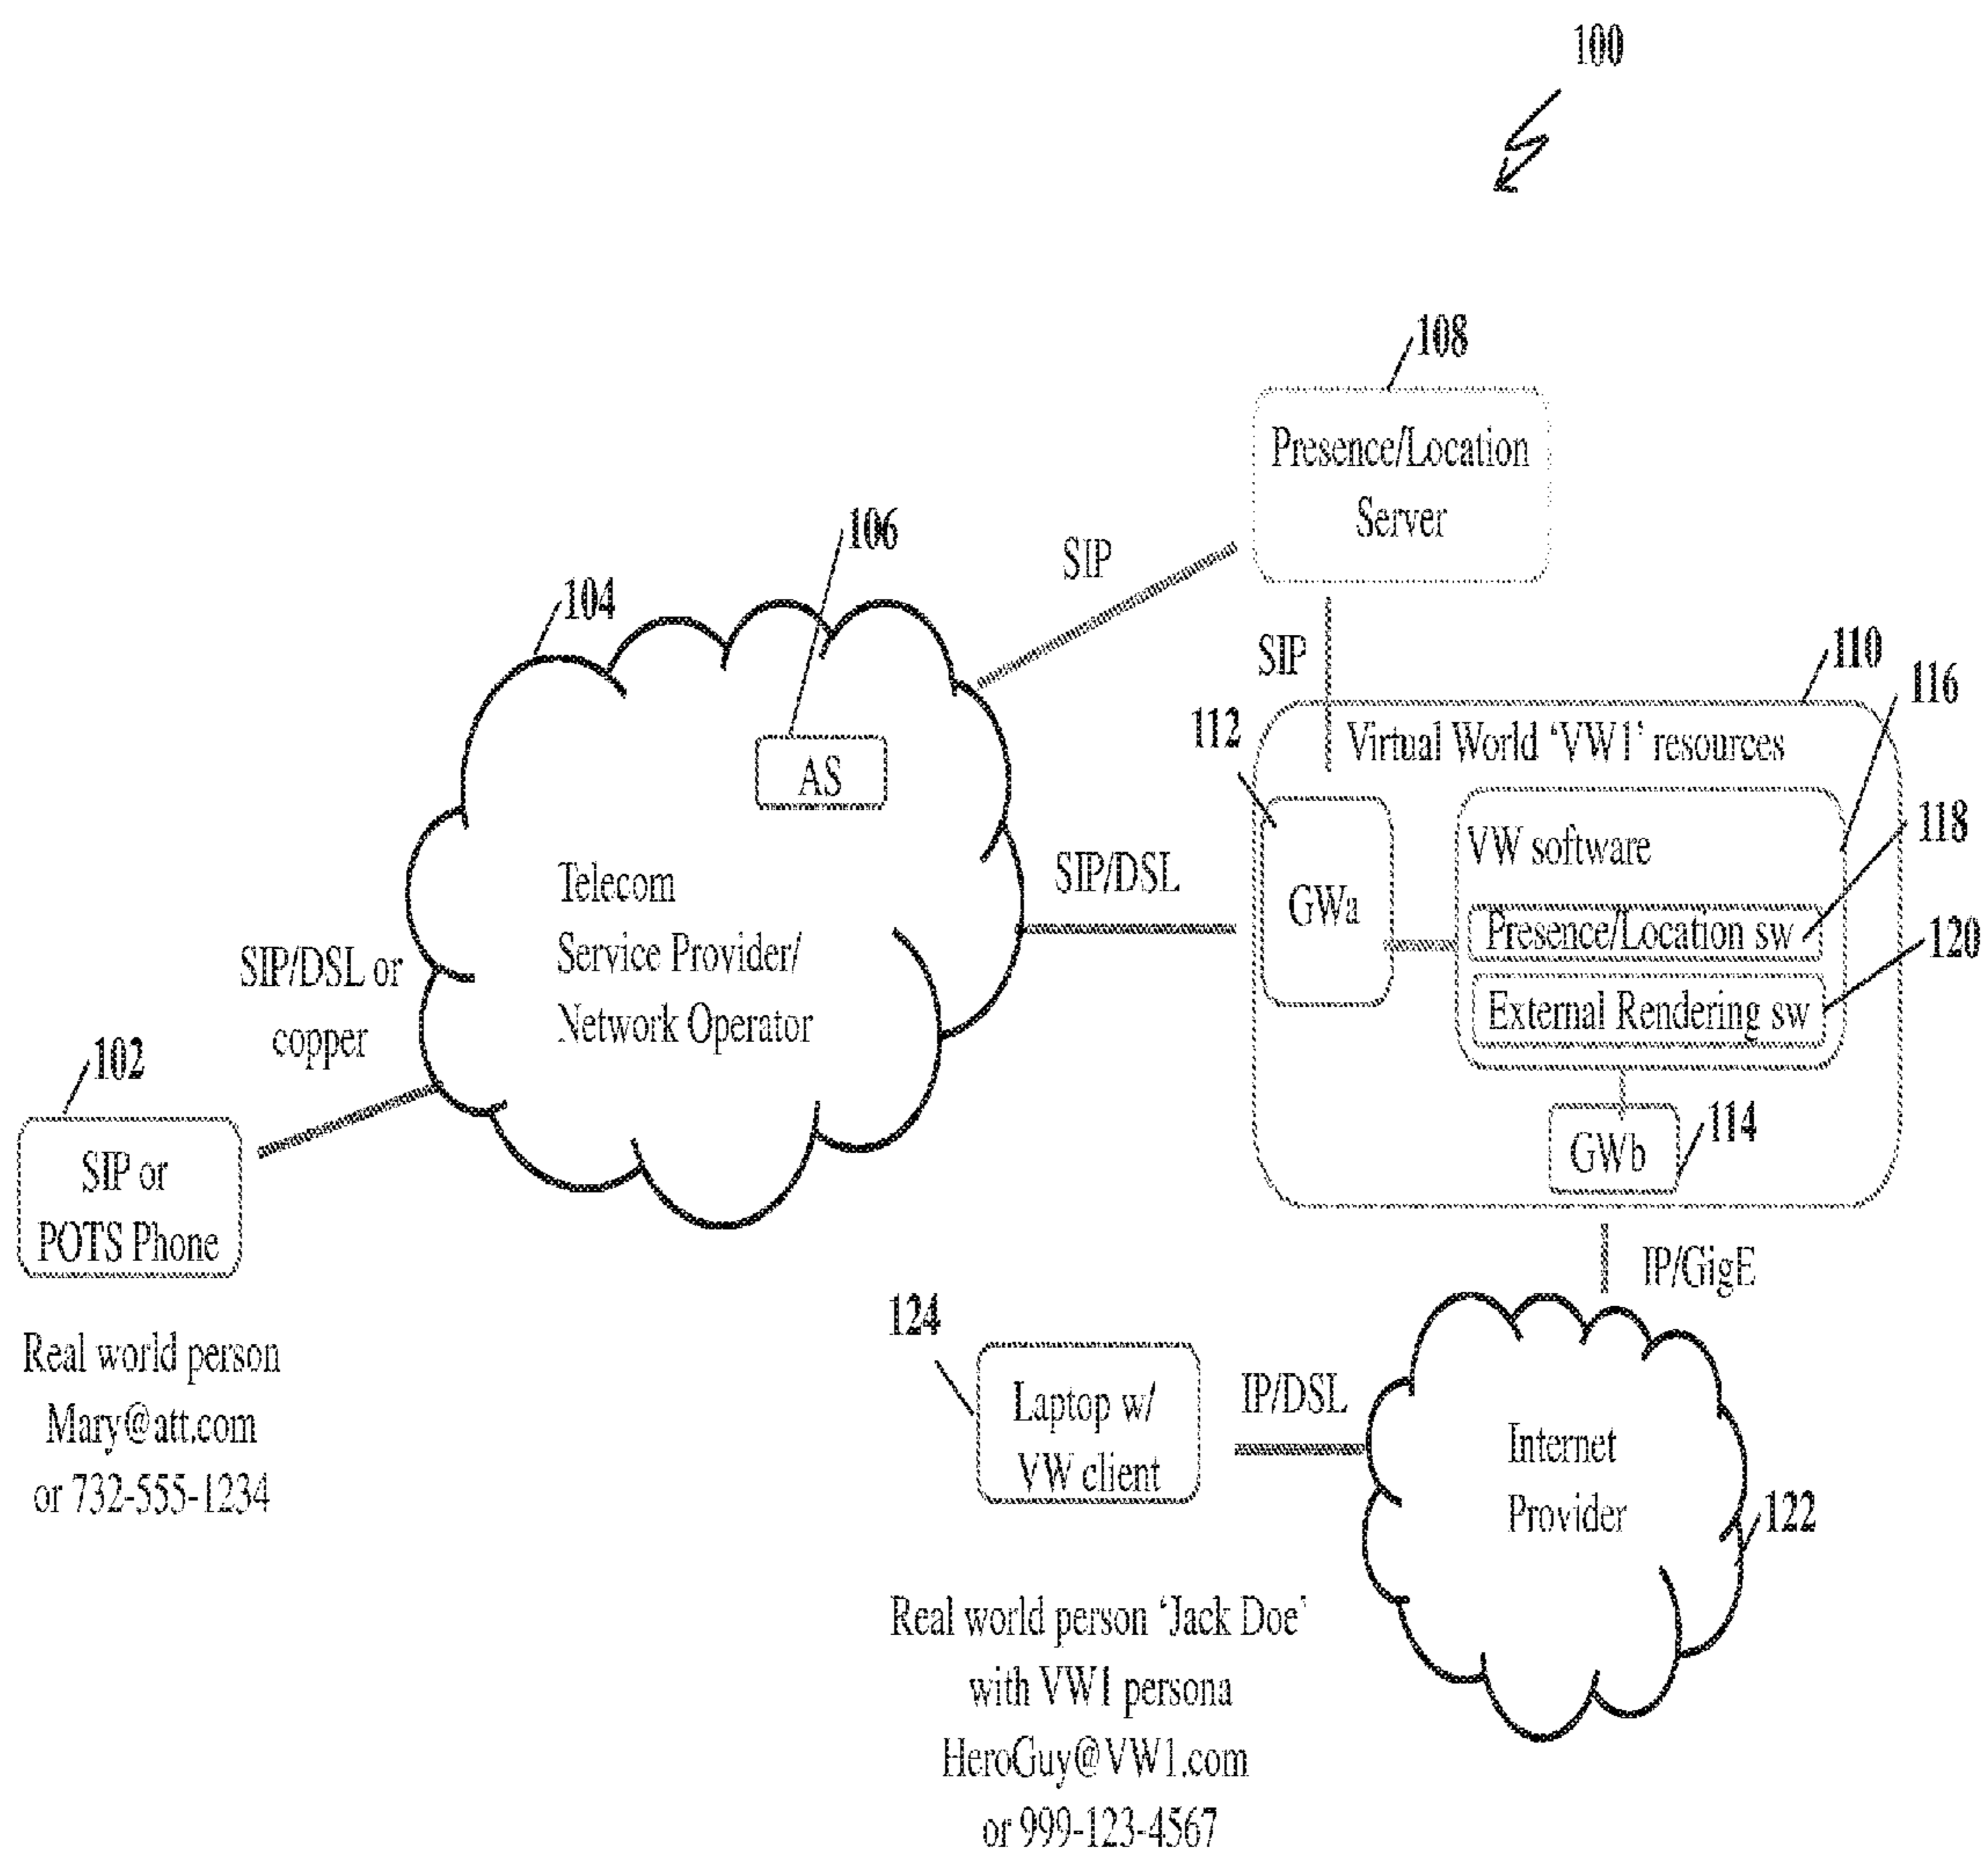 100
108
Presence/Location
Server
106
SIP
104
SIP
110
116
112
Virtual World ‘VW1’ resources
AS
118
VW software
SIP/DSL
Telecom
Service Provider/
Network Operator
GWa
Presence/Location sw
120
External Rendering sw
SIP/DSL or
copper
102
SIP or
POTS Phone
114
GWb
IP/GigE
124
Real world person
Mary@att.com
or 732-555-1234
Laptop w/
VW client
IP/DSL
Internet
Provider
122
Real world person ‘Jack Doe’
with VW1 persona
HeroGuy@VW1.com
or 999-123-4567